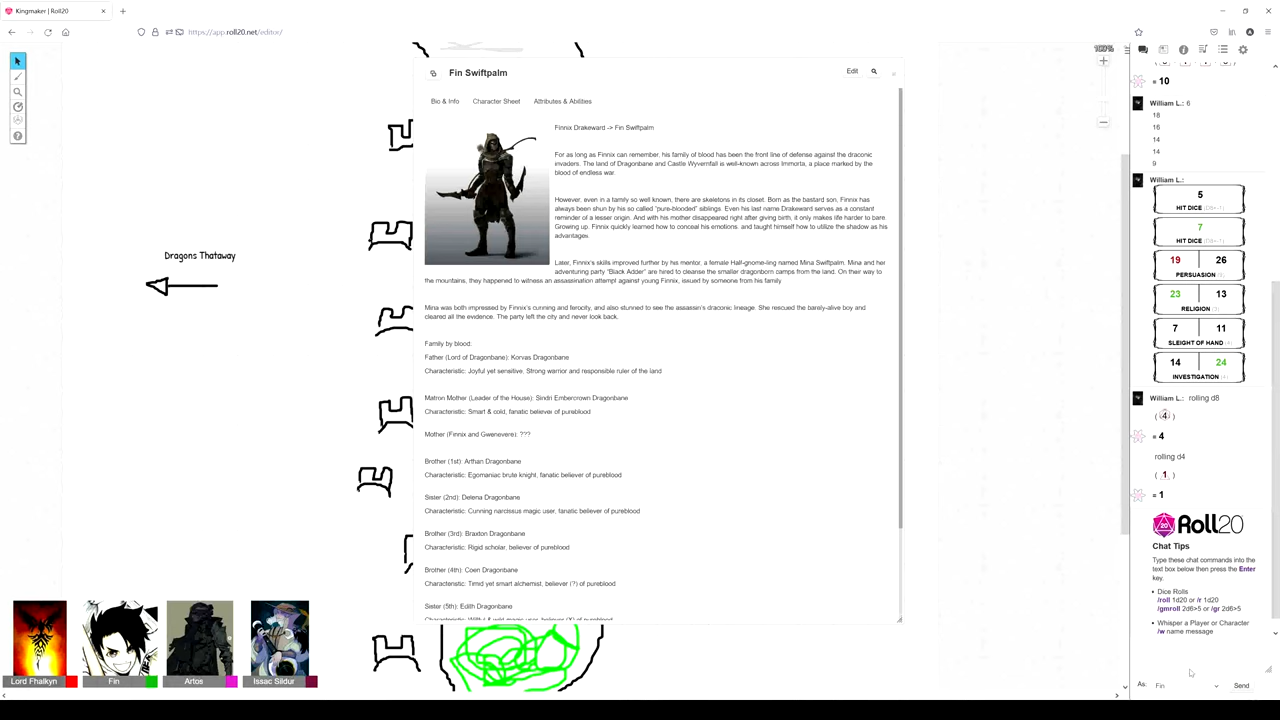 Kingmaker | Roll20
https://app.roll20.net/editor/
Dragons Thataway
Fin Swiftpalm
Edit
Bio & Info
Character Sheet
Attributes & Abilities
Finnix Drakeward -> Fin Swiftpalm
For as long as Finnix can remember, his family of blood has been the front line of defense against the draconic
invaders. The land of Dragonbane and Castle Wyvernfall is well-known across Immorta, a place marked by the
blood of endless war.
However, even in a family so well known, there are skeletons in its closet. Born as the bastard son, Finnix has
always been shun by his so called "pure-blooded" siblings. Even his last name Drakeward serves as a constant
reminder of a lesser origin. And with his mother disappeared right after giving birth, it only makes life harder to bare.
Growing up. Finnix quickly learned how to conceal his emotions. and taught himself how to utilize the shadow as his
advantages.
Later, Finnix's skills improved further by his mentor, a female Half-gnome-ling named Mina Swiftpalm. Mina and her
adventuring party "Black Adder" are hired to cleanse the smaller dragonborn camps from the land. On their way to
the mountains, they happened to witness an assassination attempt against young Finnix, issued by someone from his family
Mina was both impressed by Finnix's cunning and ferocity, and also stunned to see the assassin's draconic lineage. She rescued the barely-alive boy and
cleared all the evidence. The party left the city and never look back.
Family by blood:
Father (Lord of Dragonbane): Korvas Dragonbane
Characteristic: Joyful yet sensitive. Strong warrior and responsible ruler of the land
Matron Mother (Leader of the House): Sindri Embercrown Dragonbane
Characteristic: Smart & cold, fanatic believer of pureblood
Mother (Finnix and Gwenevere): ???
Brother (1st): Arthan Dragonbane
Characteristic: Egomaniac brute knight, fanatic believer of pureblood
Sister (2nd): Delena Dragonbane
Characteristic: Cunning narcissus magic user, fanatic believer of pureblood
Brother (3rd): Braxton Dragonbane
Characteristic: Rigid scholar, believer of pureblood
Brother (4th): Coen Dragonbane
Characteristic: Timid yet smart alchemist, believer (?) of pureblood
Sister (5th): Edith Dragonbane
Lord Fhalkyn
Fin
Artos
Issac Sildur
100%
= 10
William L.: 6
18
16
14
14
9
William L.:
5
HIT DICE
7
HIT DICE
19 26
PERSUASION
23 13
RELIGION
7 11
SLEIGHT OF HAND (4)
14 24
INVESTIGATION (4)
William L.: rolling d8
( 4 )
= 4
rolling d4
( 1 )
= 1
20 Roll20
Chat Tips
Type these chat commands into the
text box below then press the Enter
key.
• Dice Rolls
/roll 1d20 or /r 1d20
/gmroll 2d6>5 or /gr 2d6>5
• Whisper a Player or Character
/w name message
As: Fin Send